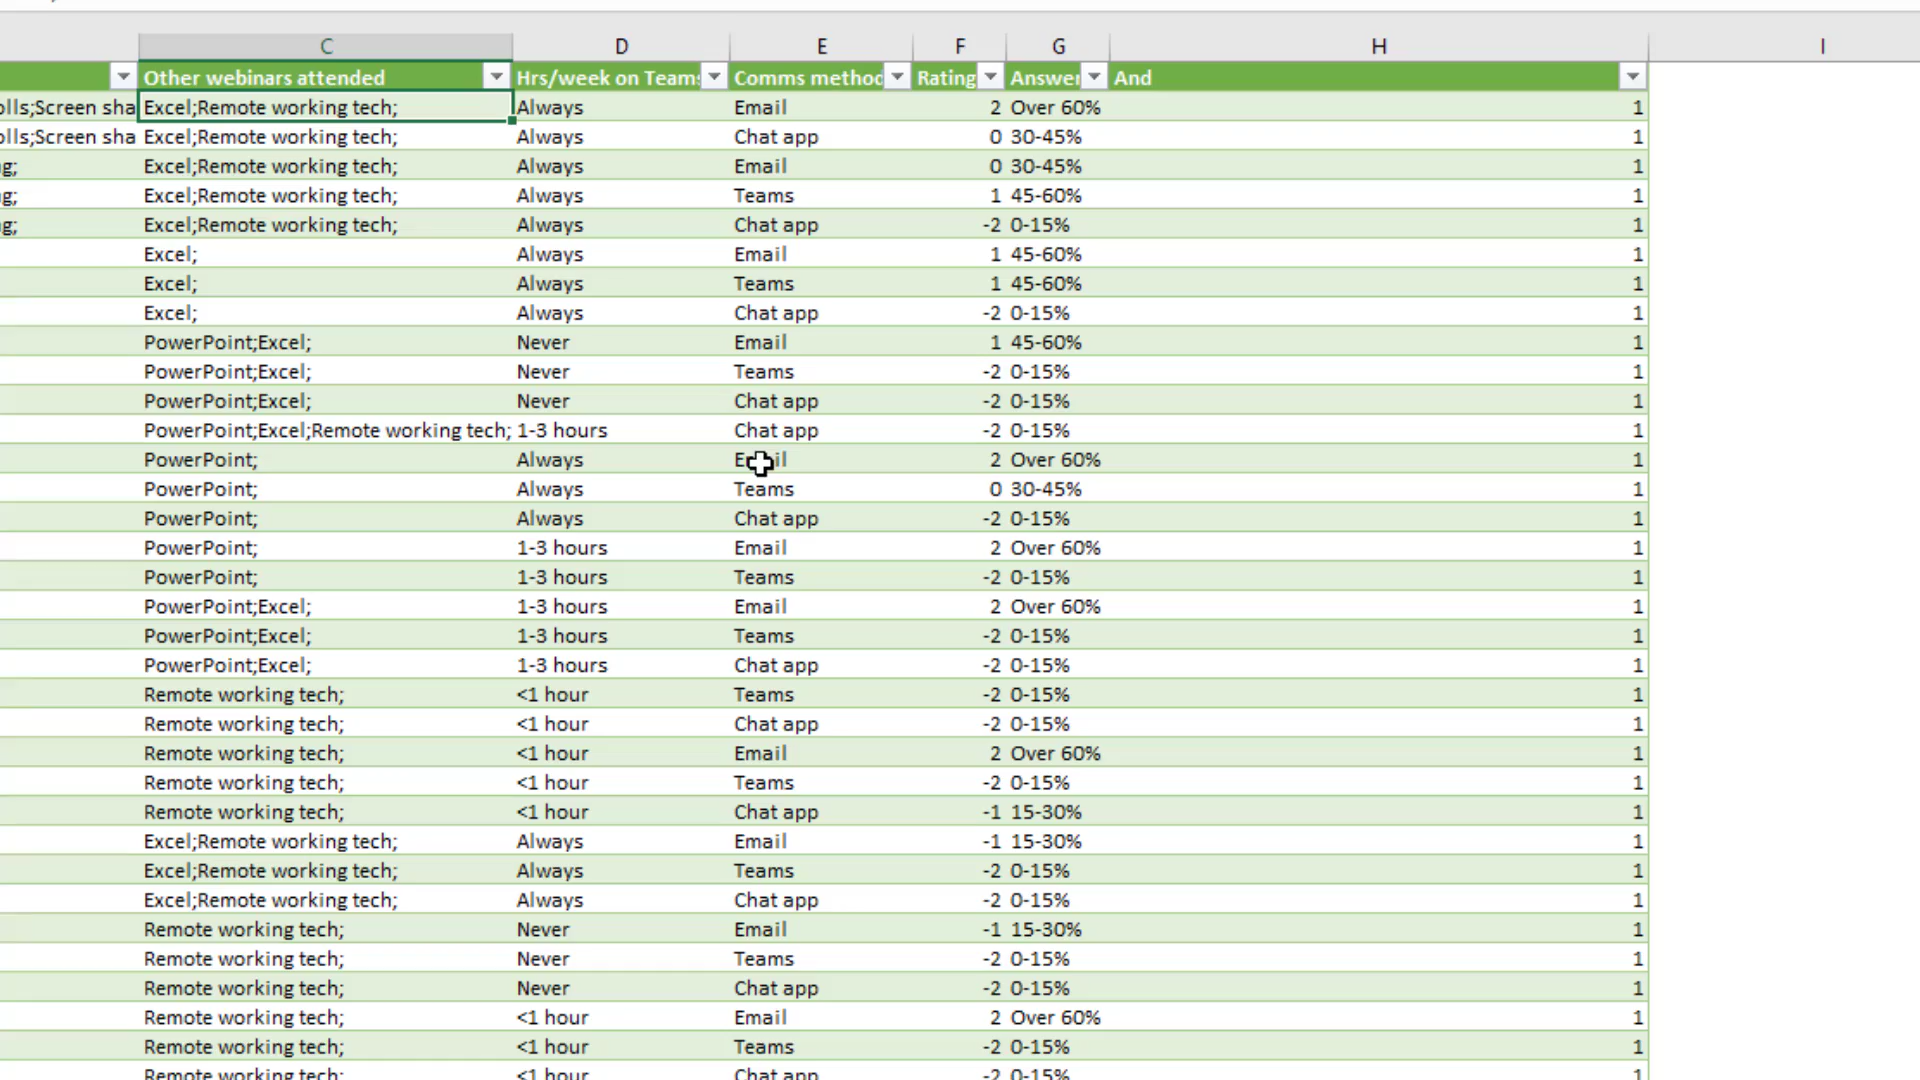 C D E F G H I
Other webinars attended Hrs/week on Teams Comms method Rating Answer And
olls;Screen sha Excel;Remote working tech; Always Email 2 Over 60% 1
olls;Screen sha Excel;Remote working tech; Always Chat app 0 30-45% 1
g; Excel;Remote working tech; Always Email 0 30-45% 1
g; Excel;Remote working tech; Always Teams 1 45-60% 1
g; Excel;Remote working tech; Always Chat app -2 0-15% 1
Excel; Always Email 1 45-60% 1
Excel; Always Teams 1 45-60% 1
Excel; Always Chat app -2 0-15% 1
PowerPoint;Excel; Never Email 1 45-60% 1
PowerPoint;Excel; Never Teams -2 0-15% 1
PowerPoint;Excel; Never Chat app -2 0-15% 1
PowerPoint;Excel;Remote working tech; 1-3 hours Chat app -2 0-15% 1
PowerPoint; Always Email 2 Over 60% 1
PowerPoint; Always Teams 0 30-45% 1
PowerPoint; Always Chat app -2 0-15% 1
PowerPoint; 1-3 hours Email 2 Over 60% 1
PowerPoint; 1-3 hours Teams -2 0-15% 1
PowerPoint;Excel; 1-3 hours Email 2 Over 60% 1
PowerPoint;Excel; 1-3 hours Teams -2 0-15% 1
PowerPoint;Excel; 1-3 hours Chat app -2 0-15% 1
Remote working tech; <1 hour Teams -2 0-15% 1
Remote working tech; <1 hour Chat app -2 0-15% 1
Remote working tech; <1 hour Email 2 Over 60% 1
Remote working tech; <1 hour Teams -2 0-15% 1
Remote working tech; <1 hour Chat app -1 15-30% 1
Excel;Remote working tech; Always Email -1 15-30% 1
Excel;Remote working tech; Always Teams -2 0-15% 1
Excel;Remote working tech; Always Chat app -2 0-15% 1
Remote working tech; Never Email -1 15-30% 1
Remote working tech; Never Teams -2 0-15% 1
Remote working tech; Never Chat app -2 0-15% 1
Remote working tech; <1 hour Email 2 Over 60% 1
Remote working tech; <1 hour Teams -2 0-15% 1
Remote working tech; <1 hour Chat app -2 0-15% 1